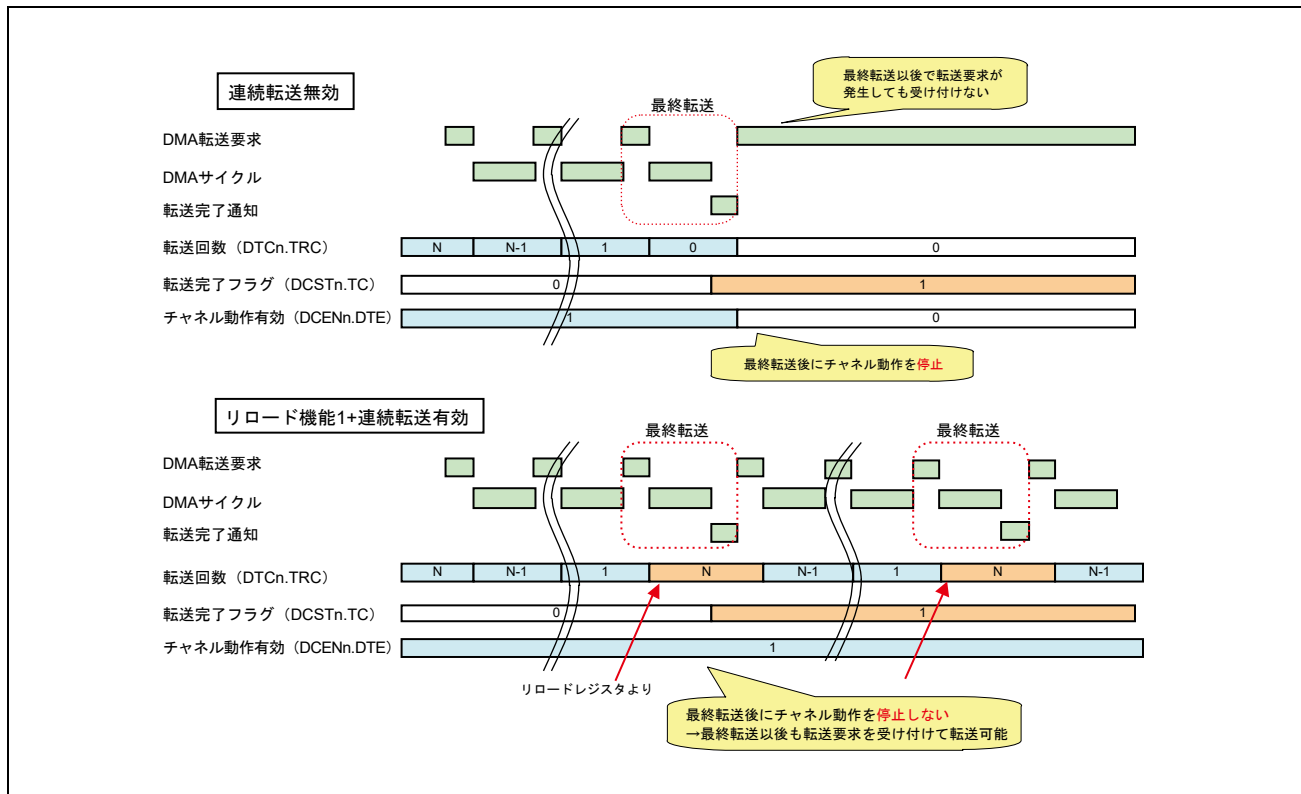 連続転送無効
最終転送以後で転送要求が
発生しても受け付けない
最終転送
DMA転送要求
DMAサイクル
転送完了通知
転送回数（DTCn.TRC） N N-1 1 0 0
転送完了フラグ（DCSTn.TC） 0 1
チャネル動作有効（DCENn.DTE） 1 0
最終転送後にチャネル動作を停止
リロード機能1+連続転送有効
最終転送 最終転送
DMA転送要求
DMAサイクル
転送完了通知
転送回数（DTCn.TRC） N N-1 1 N N-1 1 N N-1
転送完了フラグ（DCSTn.TC） 0 1
チャネル動作有効（DCENn.DTE） 1
リロードレジスタより
最終転送後にチャネル動作を停止しない
→最終転送以後も転送要求を受け付けて転送可能